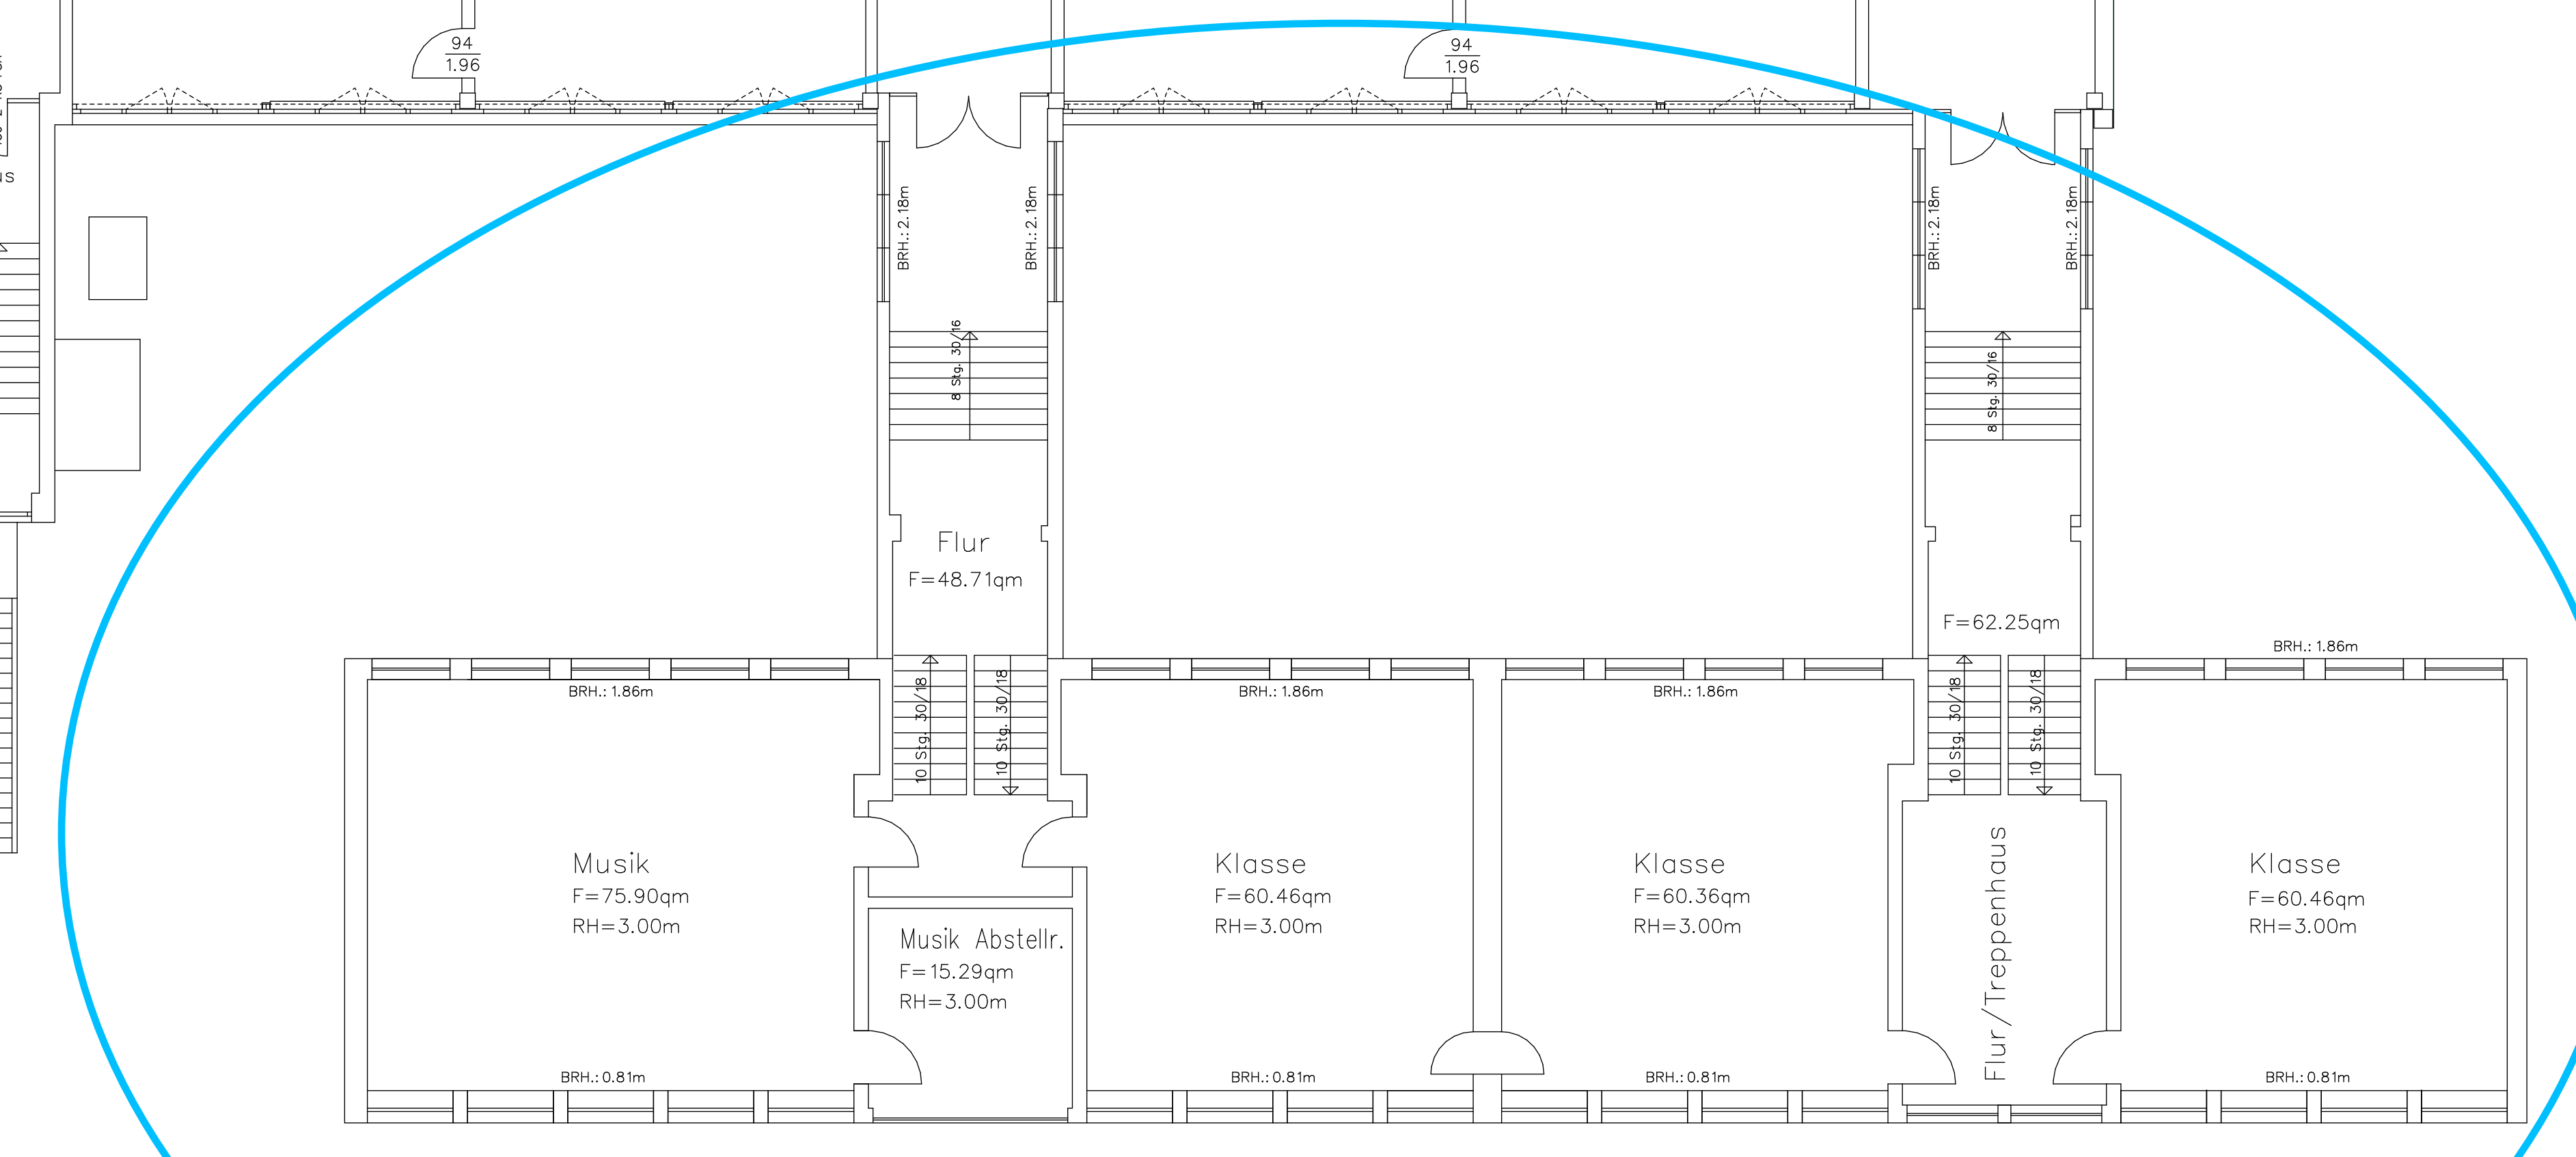 94
1.96
94
1.96
BRH.: 2.18m
BRH.: 2.18m
BRH.: 2.18m
BRH.: 2.18m
8 Stg. 30/16
8 Stg. 30/16
Flur
F=48.71qm
F=62.25qm
BRH.: 1.86m
BRH.: 1.86m
BRH.: 1.86m
BRH.: 1.86m
10 Stg. 30/18
10 Stg. 30/18
10 Stg. 30/18
10 Stg. 30/18
Musik
F=75.90qm
RH=3.00m
Musik Abstellr.
F=15.29qm
RH=3.00m
Klasse
F=60.46qm
RH=3.00m
Klasse
F=60.36qm
RH=3.00m
Flur/Treppenhaus
Klasse
F=60.46qm
RH=3.00m
BRH.: 0.81m
BRH.: 0.81m
BRH.: 0.81m
BRH.: 0.81m